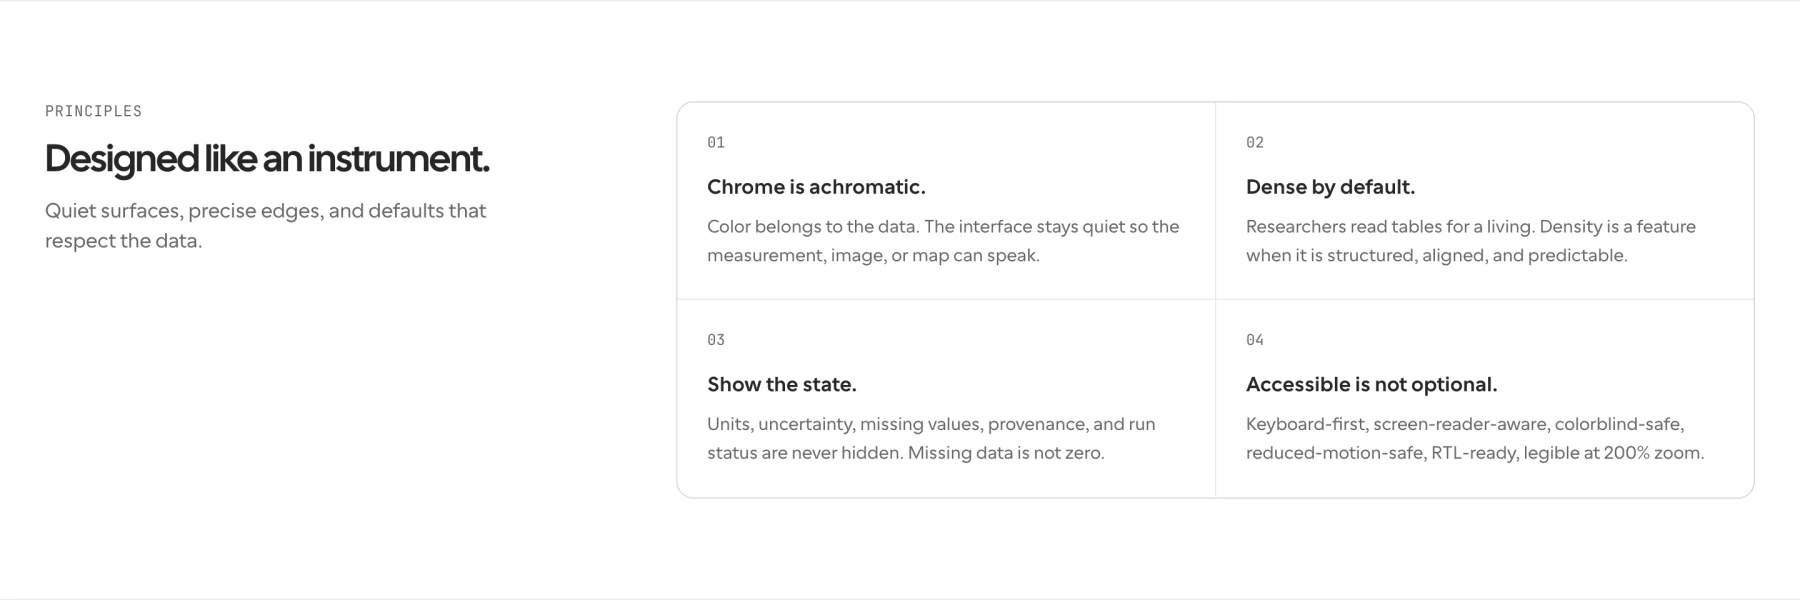 PRINCIPLES
Designed like an instrument.
Quiet surfaces, precise edges, and defaults that
respect the data.
01
Chrome is achromatic.
Color belongs to the data. The interface stays quiet so the
measurement, image, or map can speak.
02
Dense by default.
Researchers read tables for a living. Density is a feature
when it is structured, aligned, and predictable.
03
Show the state.
Units, uncertainty, missing values, provenance, and run
status are never hidden. Missing data is not zero.
04
Accessible is not optional.
Keyboard-first, screen-reader-aware, colorblind-safe,
reduced-motion-safe, RTL-ready, legible at 200% zoom.